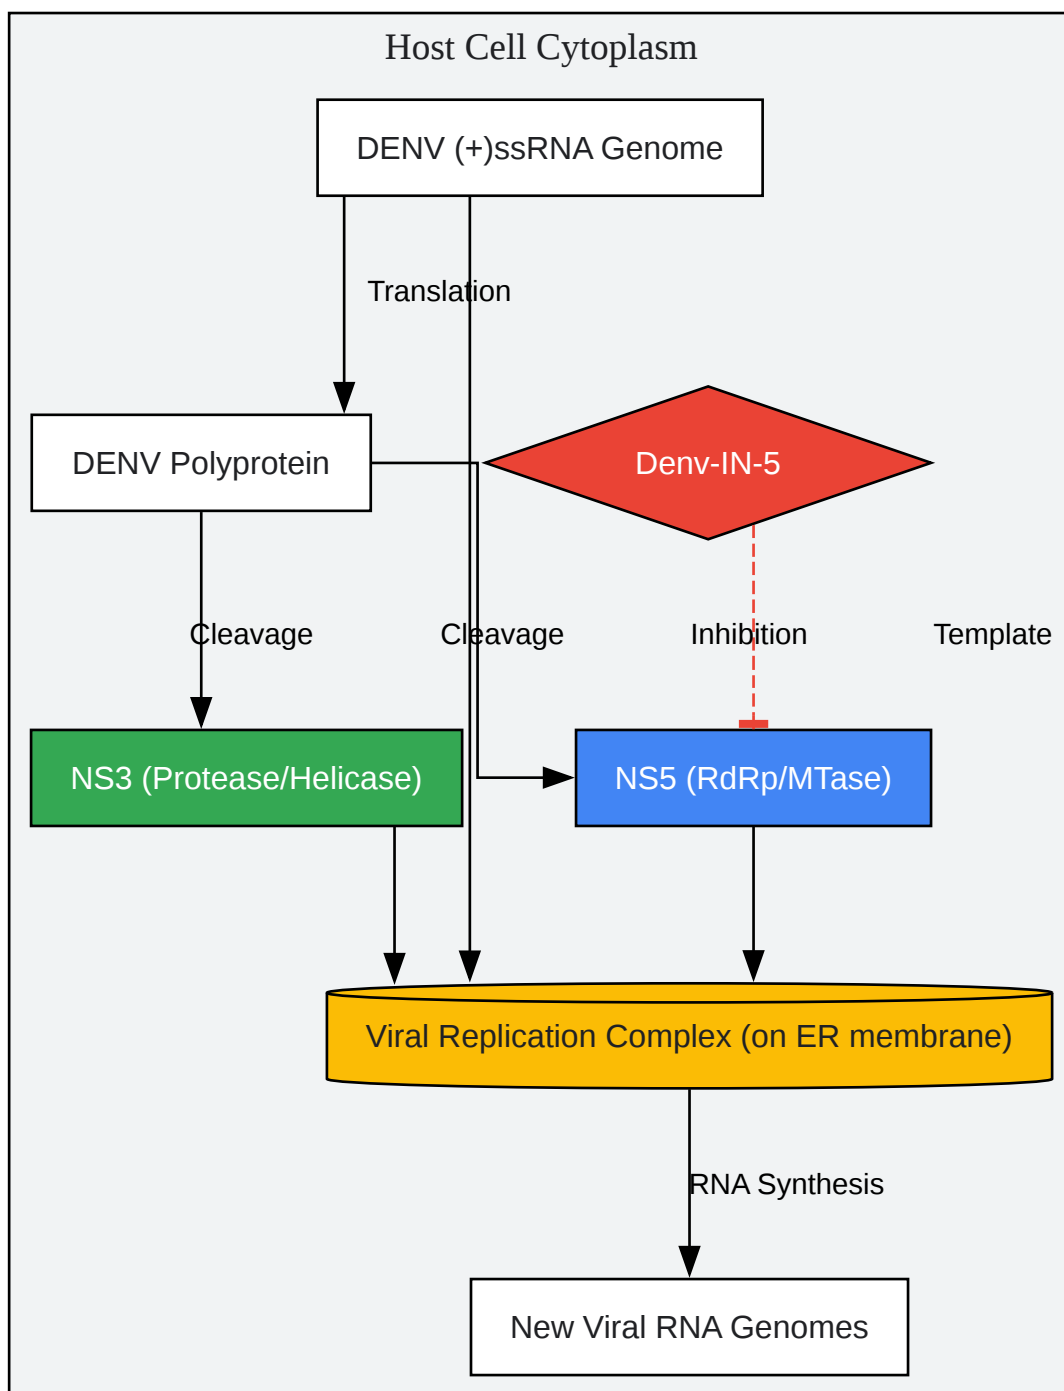 Host Cell Cytoplasm
DENV (+)ssRNA Genome
Translation
DENV Polyprotein
Denv-IN-5
Cleavage
Cleavage
Inhibition
Template
NS3 (Protease/Helicase)
NS5 (RdRp/MTase)
Viral Replication Complex (on ER membrane)
RNA Synthesis
New Viral RNA Genomes